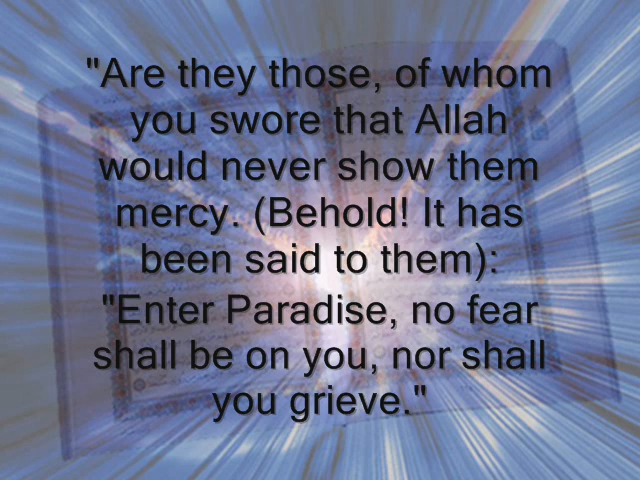 "Are they those, of whom
you swore that Allah
would never show them
mercy. (Behold! It has
been said to them):
"Enter Paradise, no fear
shall be on you, nor shall
you grieve."